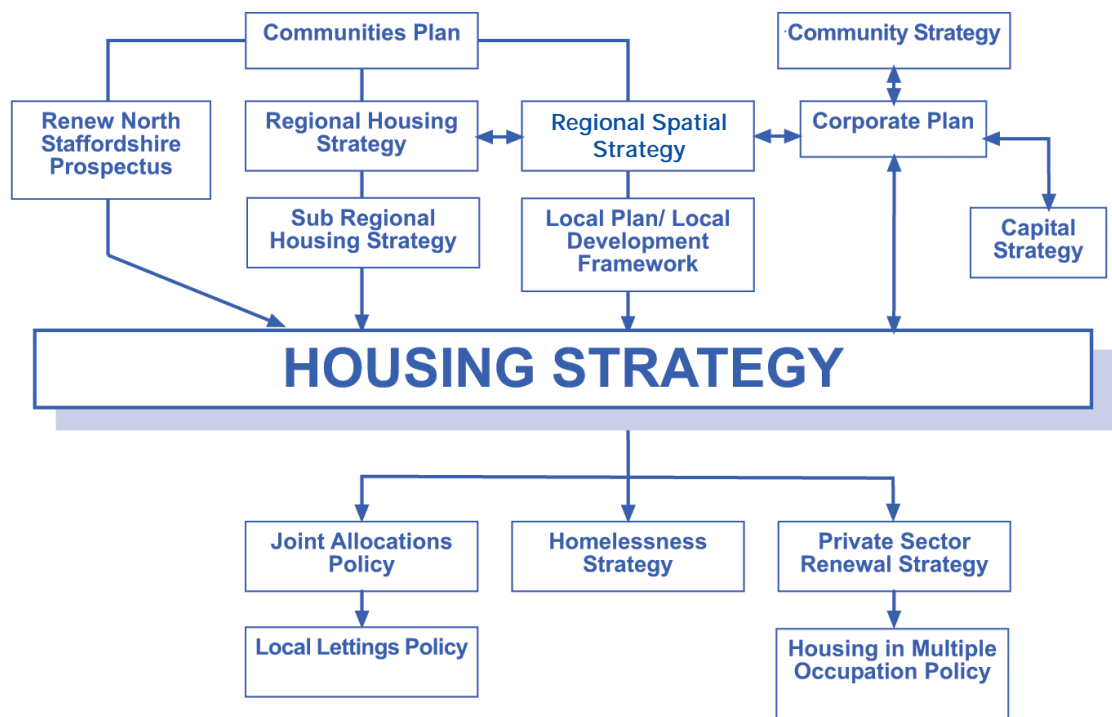 Communities Plan
Community Strategy
Renew North
Staffordshire
Prospectus
Regional Housing
Strategy
Regional Spatial
Strategy
Corporate Plan
Sub Regional
Housing Strategy
Local Plan/ Local
Development
Framework
Capital
Strategy
HOUSING STRATEGY
Joint Allocations
Policy
Homelessness
Strategy
Private Sector
Renewal Strategy
Local Lettings Policy
Housing in Multiple
Occupation Policy